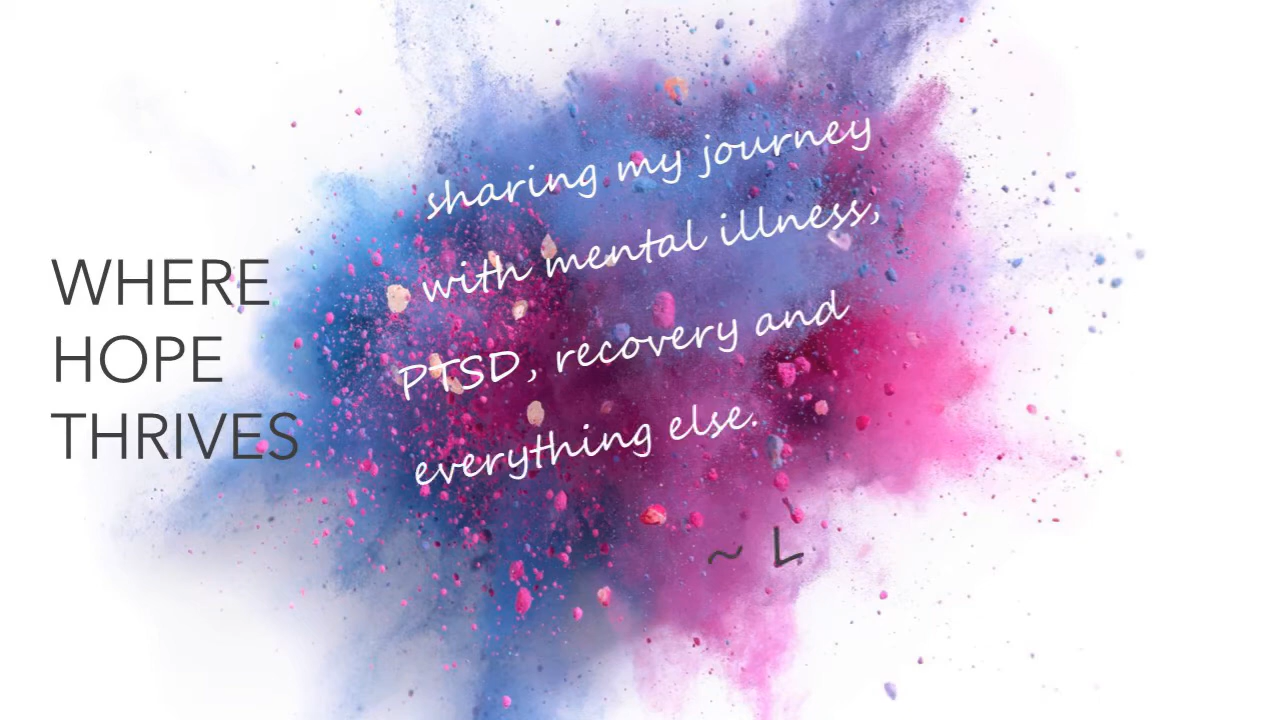 WHERE
HOPE
THRIVES
sharing my journey
with mental illness,
PTSD, recovery and
everything else.
~ L